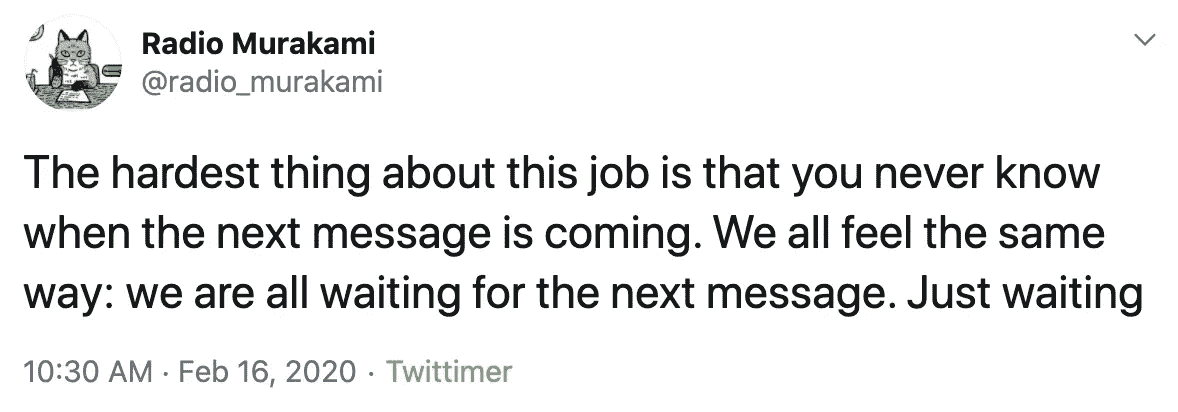 Radio Murakami
@radio_murakami
The hardest thing about this job is that you never know
when the next message is coming. We all feel the same
way: we are all waiting for the next message. Just waiting
10:30 AM · Feb 16, 2020 · Twittimer